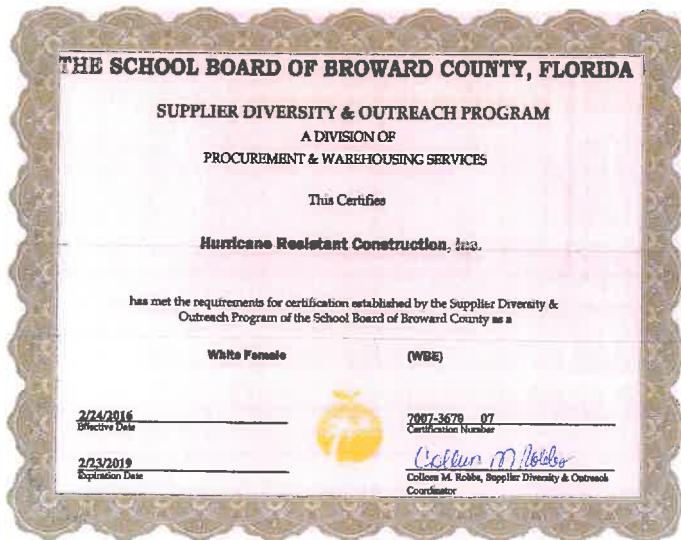 THE SCHOOL BOARD OF BROWARD COUNTY, FLORIDA
SUPPLIER DIVERSITY & OUTREACH PROGRAM
A DIVISION OF
PROCUREMENT & WAREHOUSING SERVICES
This Certifies
Hurricane Resistant Construction, Inc.
has met the requirements for certification established by the Supplier Diversity &
Outreach Program of the School Board of Broward County as a
White Female (WBE)
2/24/2016
Effective Date
7007-3670 07
Certification Number
2/23/2019
Expiration Date
Colleen M Robbs
Colleen M. Robbs, Supplier Diversity & Outreach
Coordinator